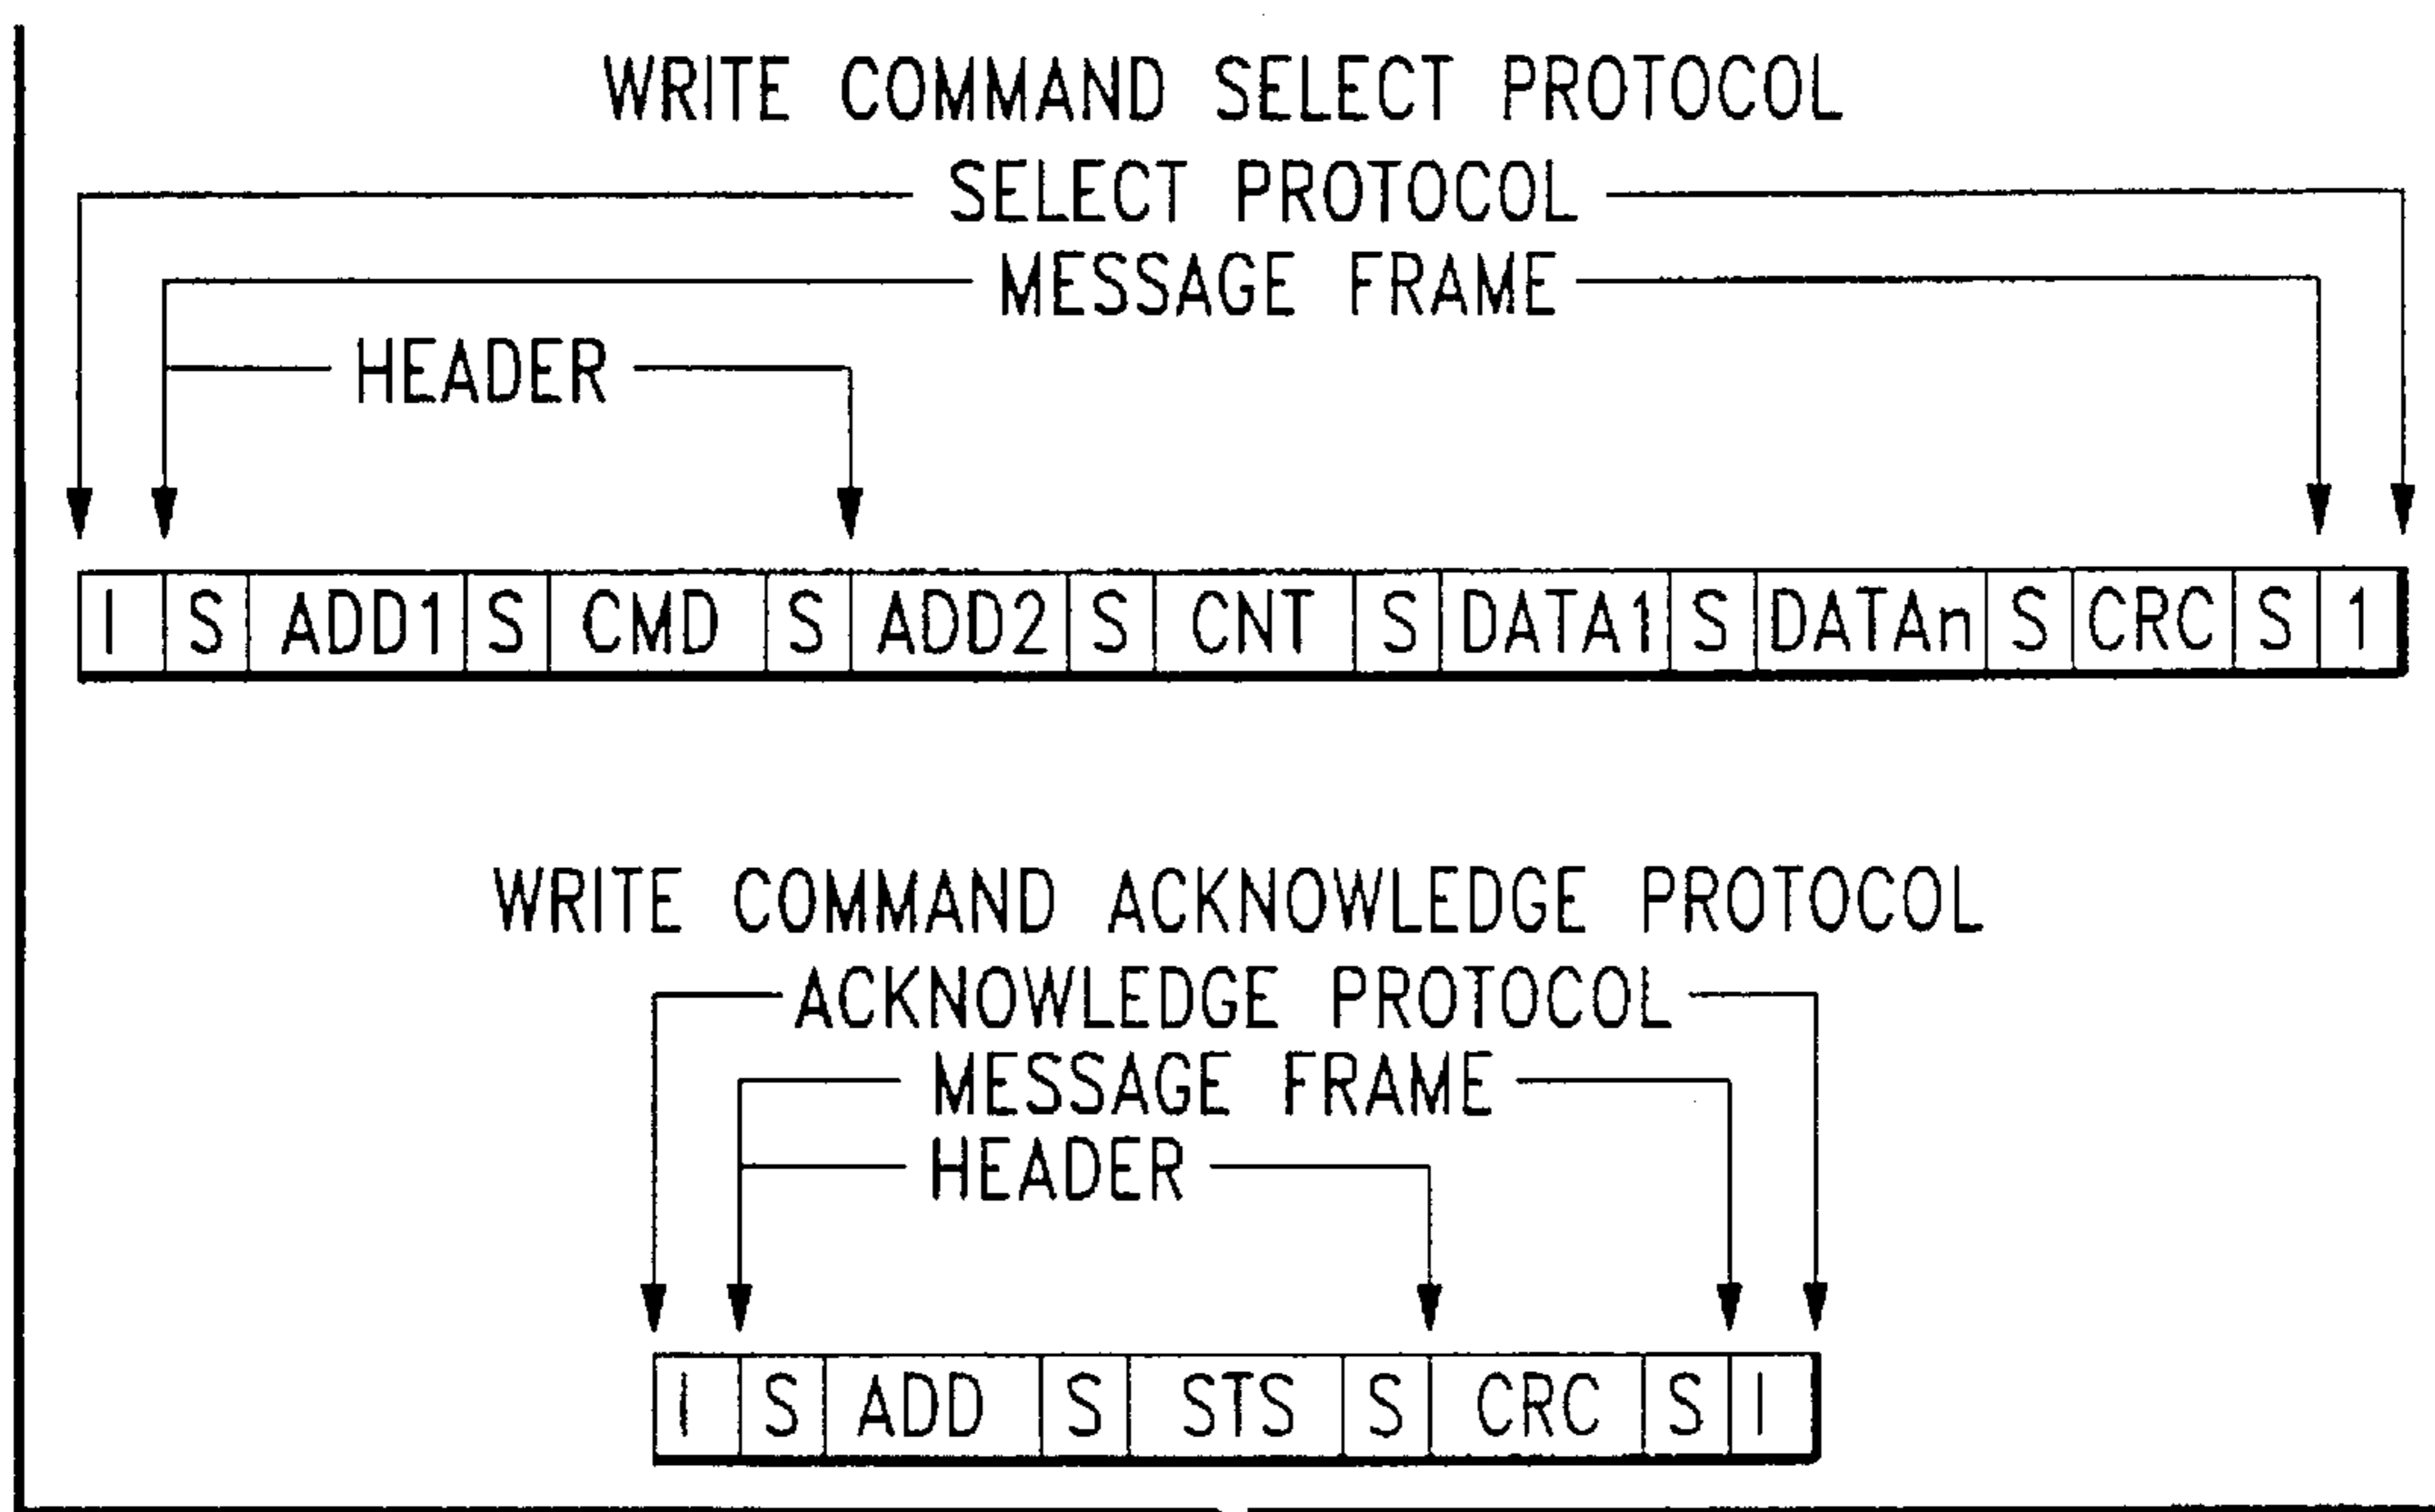 WRITE COMMAND SELECT PROTOCOL
SELECT PROTOCOL
MESSAGE FRAME
HEADER
I S ADD1 S CMD S ADD2 S CNT S DATA1 S DATAn S CRC S 1
WRITE COMMAND ACKNOWLEDGE PROTOCOL
ACKNOWLEDGE PROTOCOL
MESSAGE FRAME
HEADER
I S ADD S STS S CRC S I